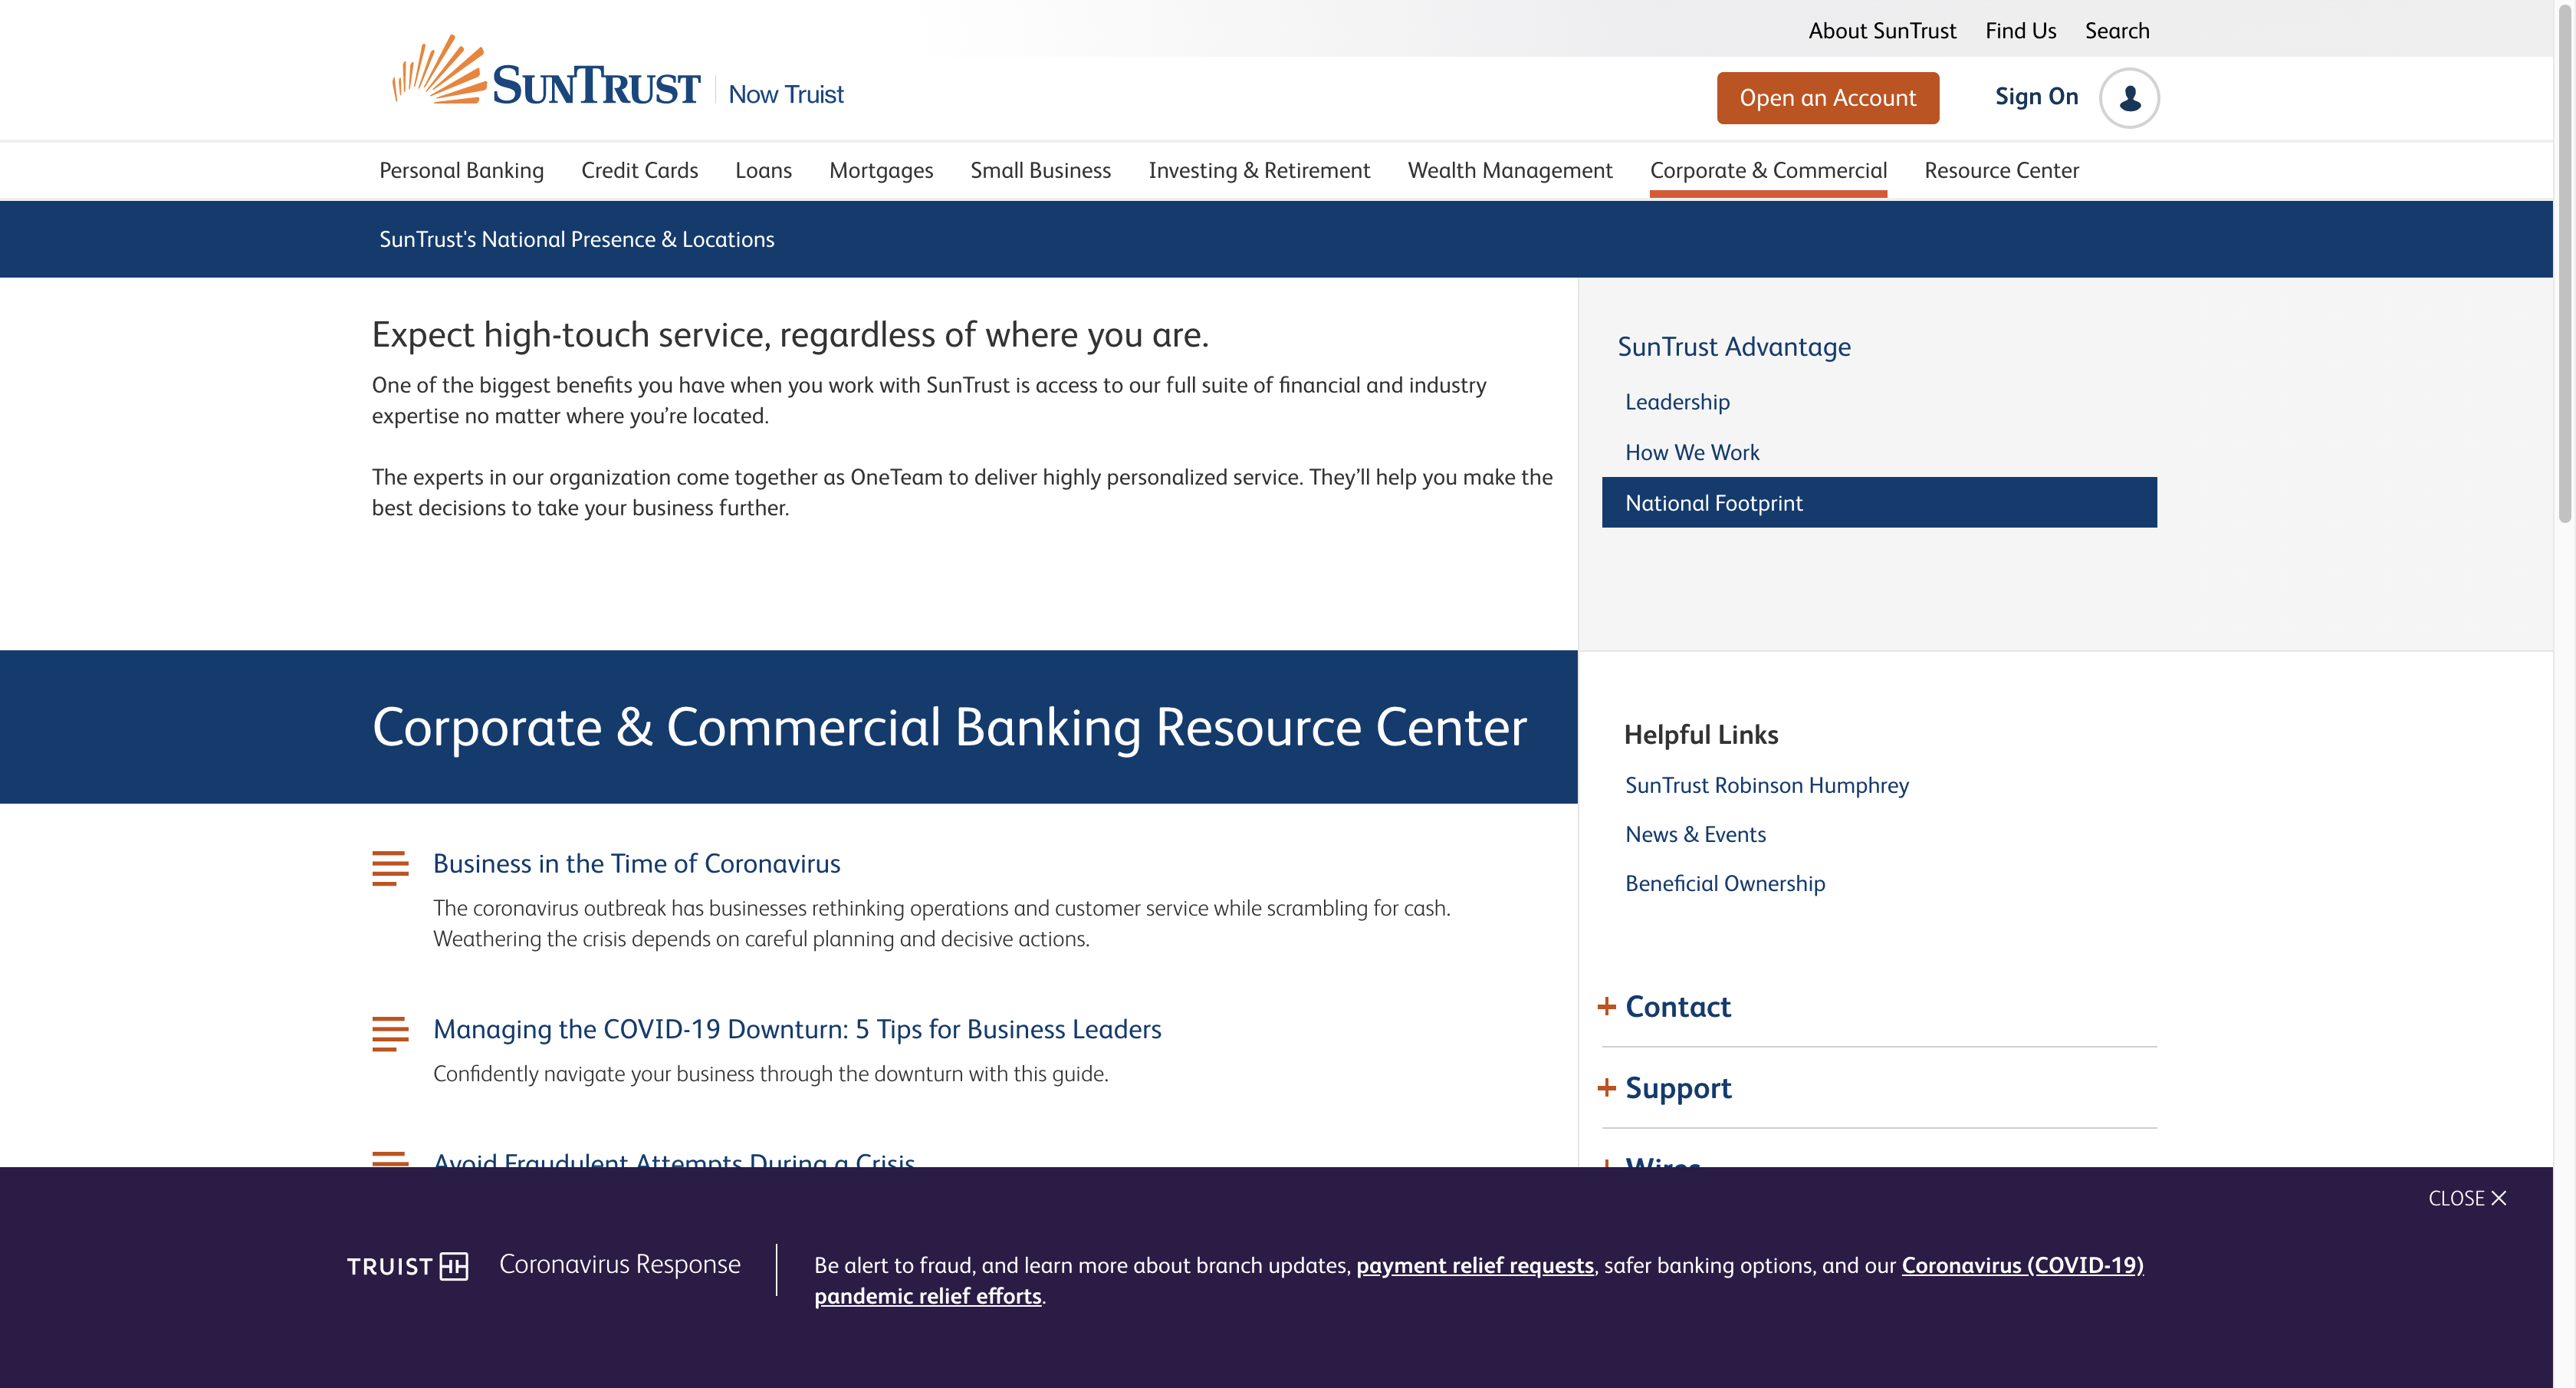 About SunTrust Find Us Search
SUNTRUST Now Truist
Open an Account Sign On
Personal Banking Credit Cards Loans Mortgages Small Business Investing & Retirement Wealth Management Corporate & Commercial Resource Center
SunTrust's National Presence & Locations
Expect high-touch service, regardless of where you are.
One of the biggest benefits you have when you work with SunTrust is access to our full suite of financial and industry
expertise no matter where you’re located.
The experts in our organization come together as OneTeam to deliver highly personalized service. They’ll help you make the
best decisions to take your business further.
SunTrust Advantage
Leadership
How We Work
National Footprint
Corporate & Commercial Banking Resource Center
Business in the Time of Coronavirus
The coronavirus outbreak has businesses rethinking operations and customer service while scrambling for cash.
Weathering the crisis depends on careful planning and decisive actions.
Managing the COVID-19 Downturn: 5 Tips for Business Leaders
Confidently navigate your business through the downturn with this guide.
Avoid Fraudulent Attempts During a Crisis
Helpful Links
SunTrust Robinson Humphrey
News & Events
Beneficial Ownership
+ Contact
+ Support
+ Wires
CLOSE X
TRUIST Coronavirus Response
Be alert to fraud, and learn more about branch updates, payment relief requests, safer banking options, and our Coronavirus (COVID-19)
pandemic relief efforts.